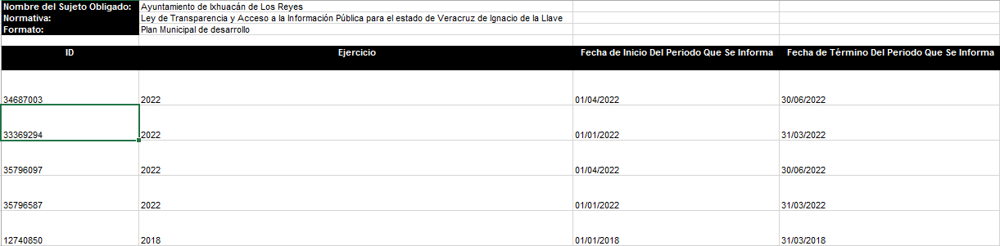 Nombre del Sujeto Obligado: Ayuntamiento de Ixhuacán de Los Reyes
Normativa: Ley de Transparencia y Acceso a la Información Pública para el estado de Veracruz de Ignacio de la Llave
Formato: Plan Municipal de desarrollo
ID Ejercicio Fecha de Inicio Del Periodo Que Se Informa Fecha de Término Del Periodo Que Se Informa
34687003 2022 01/04/2022 30/06/2022
33369294 2022 01/01/2022 31/03/2022
35796097 2022 01/04/2022 30/06/2022
35796587 2022 01/01/2022 31/03/2022
12740850 2018 01/01/2018 31/03/2018